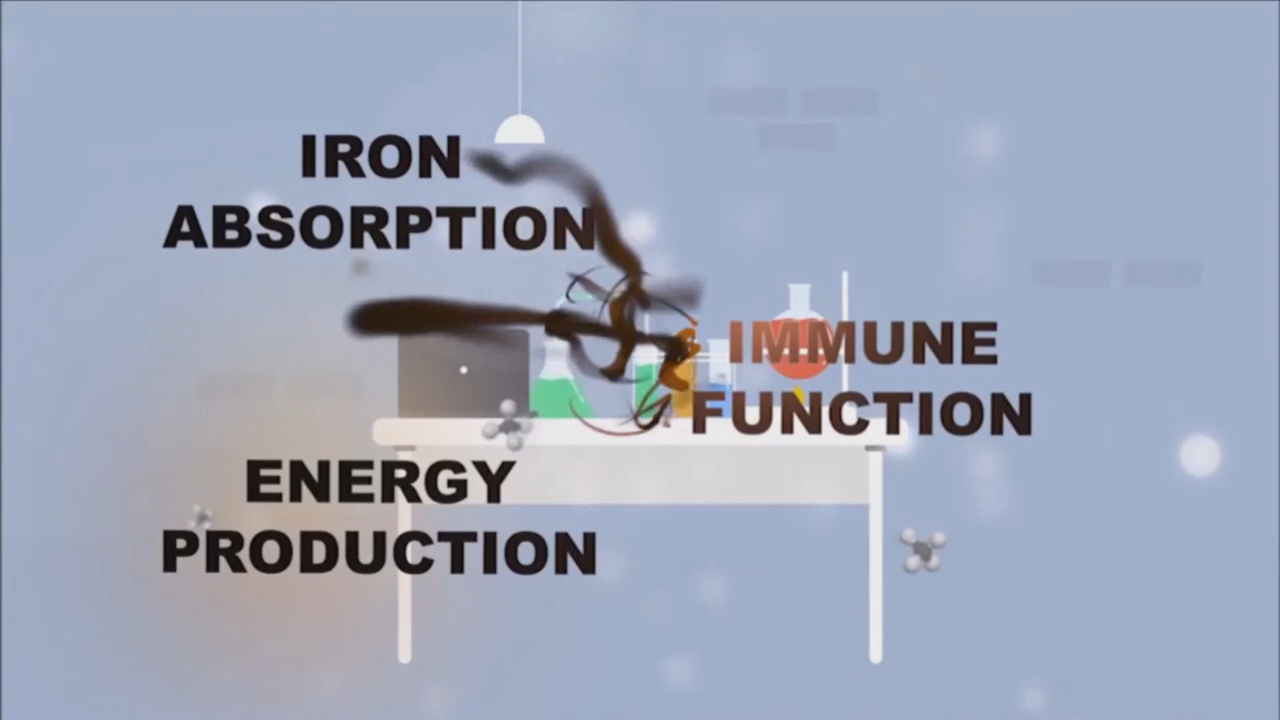 IRON
ABSORPTION
IMMUNE
FUNCTION
ENERGY
PRODUCTION